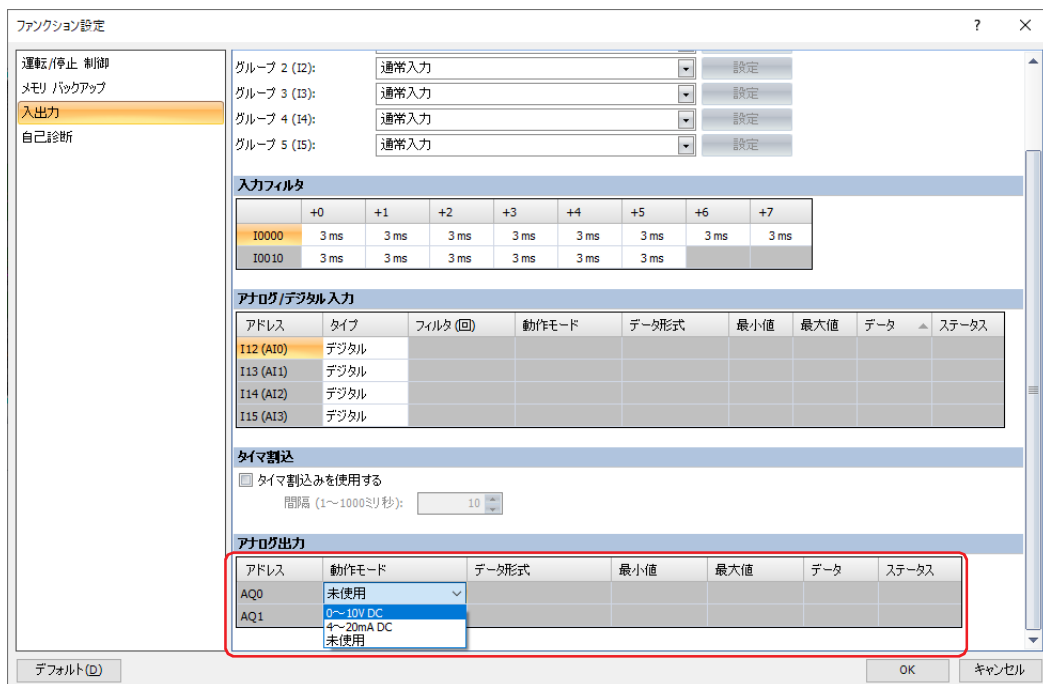 ファンクション設定
?
運転/停止 制御
メモリ バックアップ
入出力
自己診断
グループ 2 (I2): 通常入力 設定
グループ 3 (I3): 通常入力 設定
グループ 4 (I4): 通常入力 設定
グループ 5 (I5): 通常入力 設定
入力フィルタ
+0 +1 +2 +3 +4 +5 +6 +7
I0000 3 ms 3 ms 3 ms 3 ms 3 ms 3 ms 3 ms 3 ms
I0010 3 ms 3 ms 3 ms 3 ms 3 ms 3 ms
アナログ/デジタル入力
アドレス タイプ フィルタ (回) 動作モード データ形式 最小値 最大値 データ ステータス
I12 (AI0) デジタル
I13 (AI1) デジタル
I14 (AI2) デジタル
I15 (AI3) デジタル
タイマ割込
タイマ割込みを使用する
間隔 (1～1000ミリ秒): 10
アナログ出力
アドレス 動作モード データ形式 最小値 最大値 データ ステータス
AQ0 未使用
AQ1 0～10V DC
4～20mA DC
未使用
デフォルト(D) OK キャンセル